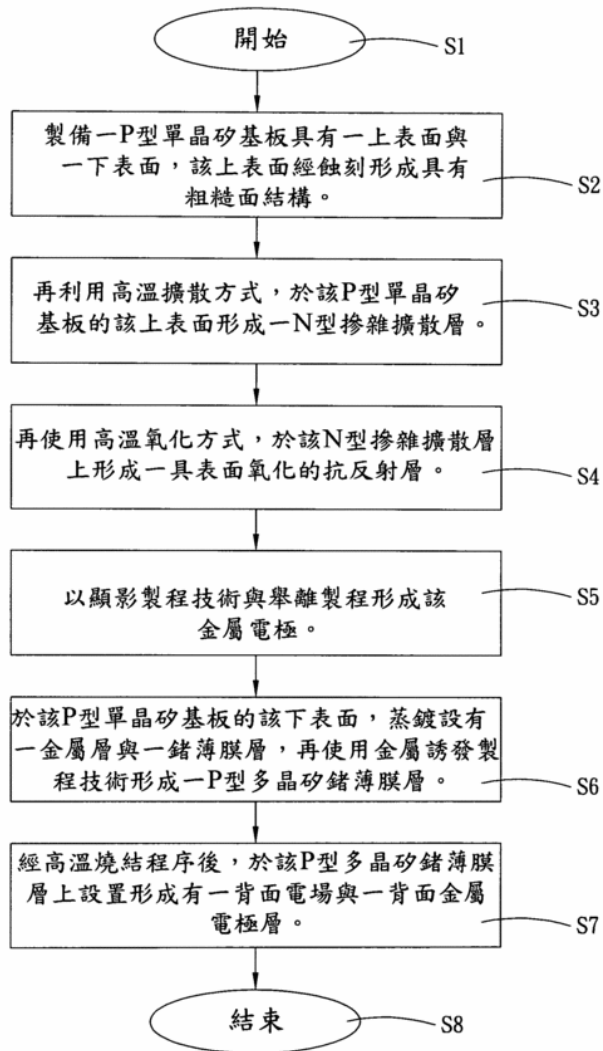 開始
S1
製備一P型單晶矽基板具有一上表面與
一下表面，該上表面經蝕刻形成具有
粗糙面結構。
S2
再利用高溫擴散方式，於該P型單晶矽
基板的該上表面形成一N型摻雜擴散層。
S3
再使用高溫氧化方式，於該N型摻雜擴散層
上形成一具表面氧化的抗反射層。
S4
以顯影製程技術與舉離製程形成該
金屬電極。
S5
於該P型單晶矽基板的該下表面，蒸鍍設有
一金屬層與一鍺薄膜層，再使用金屬誘發製
程技術形成一P型多晶矽鍺薄膜層。
S6
經高溫燒結程序後，於該P型多晶矽鍺薄膜
層上設置形成有一背面電場與一背面金屬
電極層。
S7
結束
S8